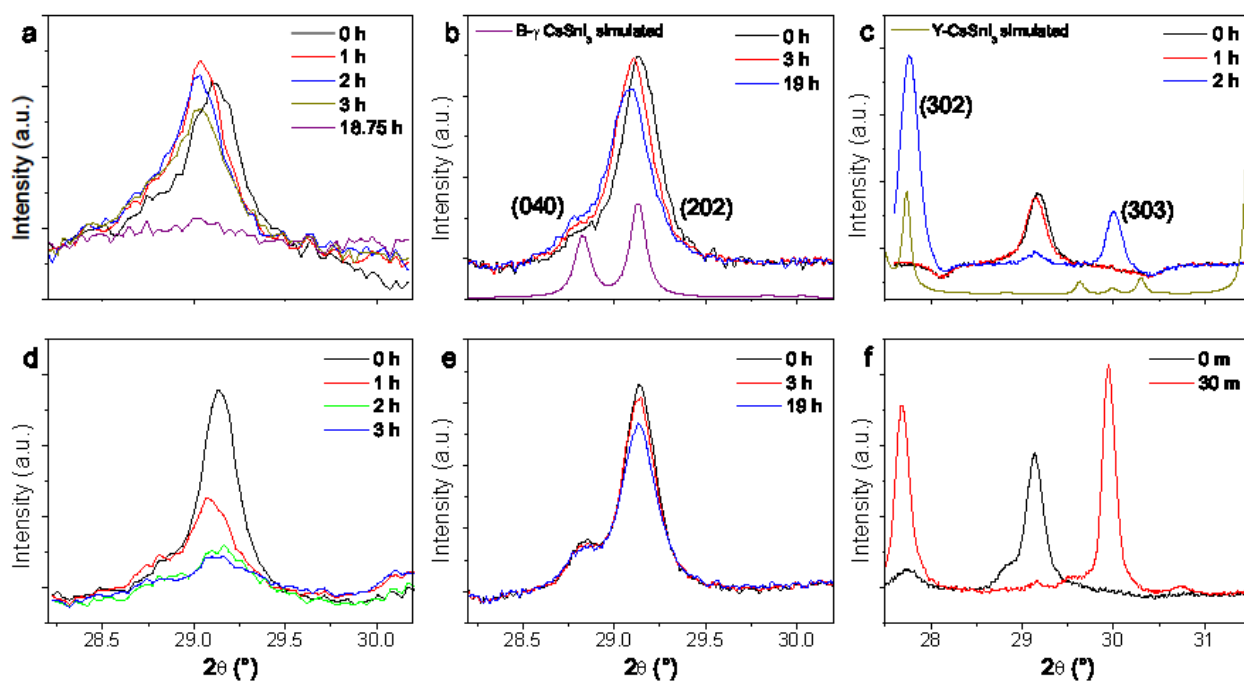 a
0 h
1 h
2 h
3 h
18.75 h
Intensity (a.u.)
b
B-γ CsSnI3 simulated
0 h
3 h
19 h
(040)
(202)
Intensity (a.u.)
c
Y-CsSnI3 simulated
0 h
1 h
2 h
(302)
(303)
Intensity (a.u.)
d
0 h
1 h
2 h
3 h
Intensity (a.u.)
28.5 29.0 29.5 30.0
2θ (º)
e
0 h
3 h
19 h
Intensity (a.u.)
28.5 29.0 29.5 30.0
2θ (º)
f
0 m
30 m
Intensity (a.u.)
28 29 30 31
2θ (º)